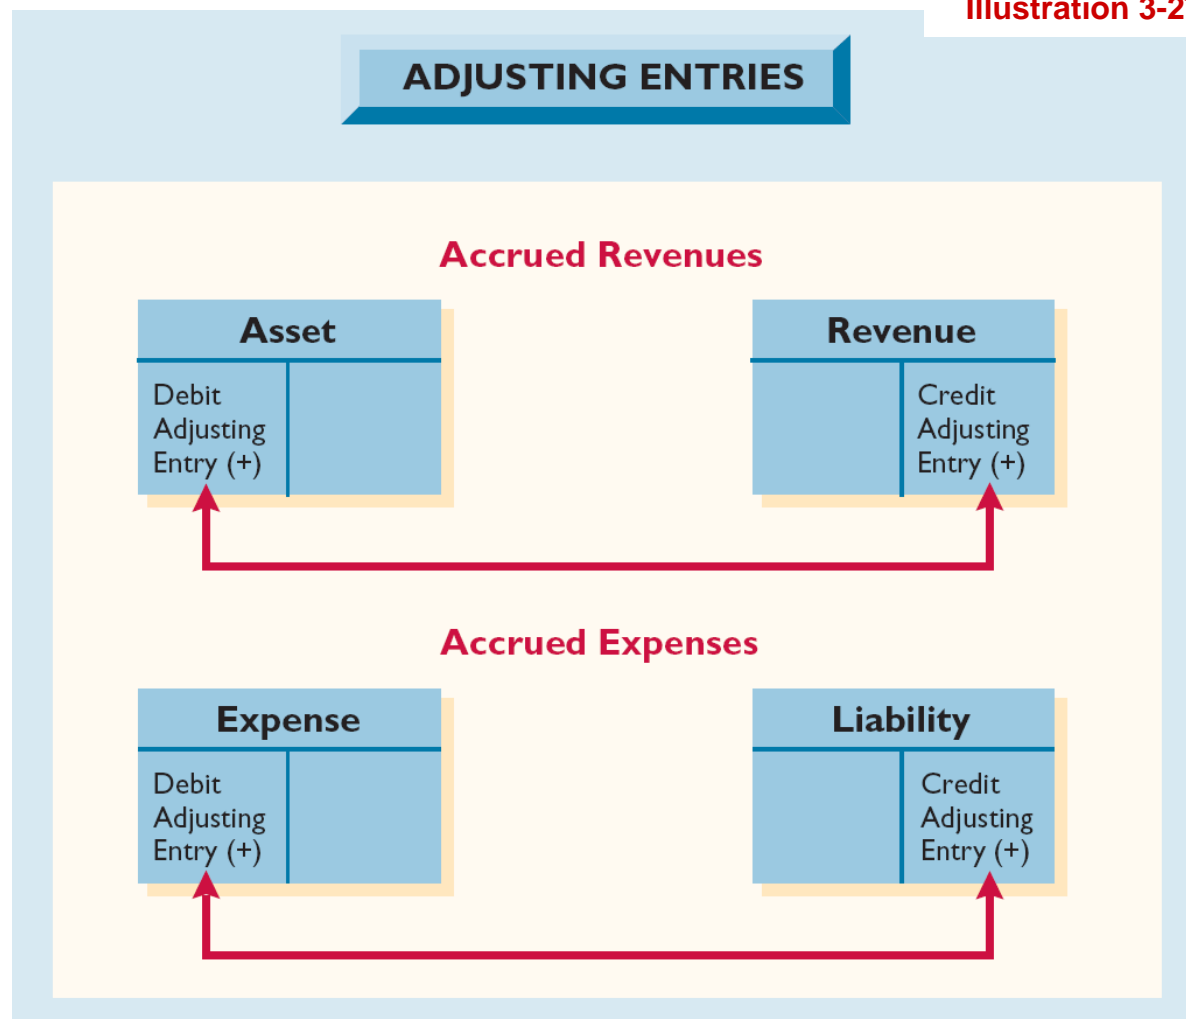 Illustration 3-2
ADJUSTING ENTRIES
Accrued Revenues
Asset
Debit
Adjusting
Entry (+)
Revenue
Credit
Adjusting
Entry (+)
Accrued Expenses
Expense
Debit
Adjusting
Entry (+)
Liability
Credit
Adjusting
Entry (+)